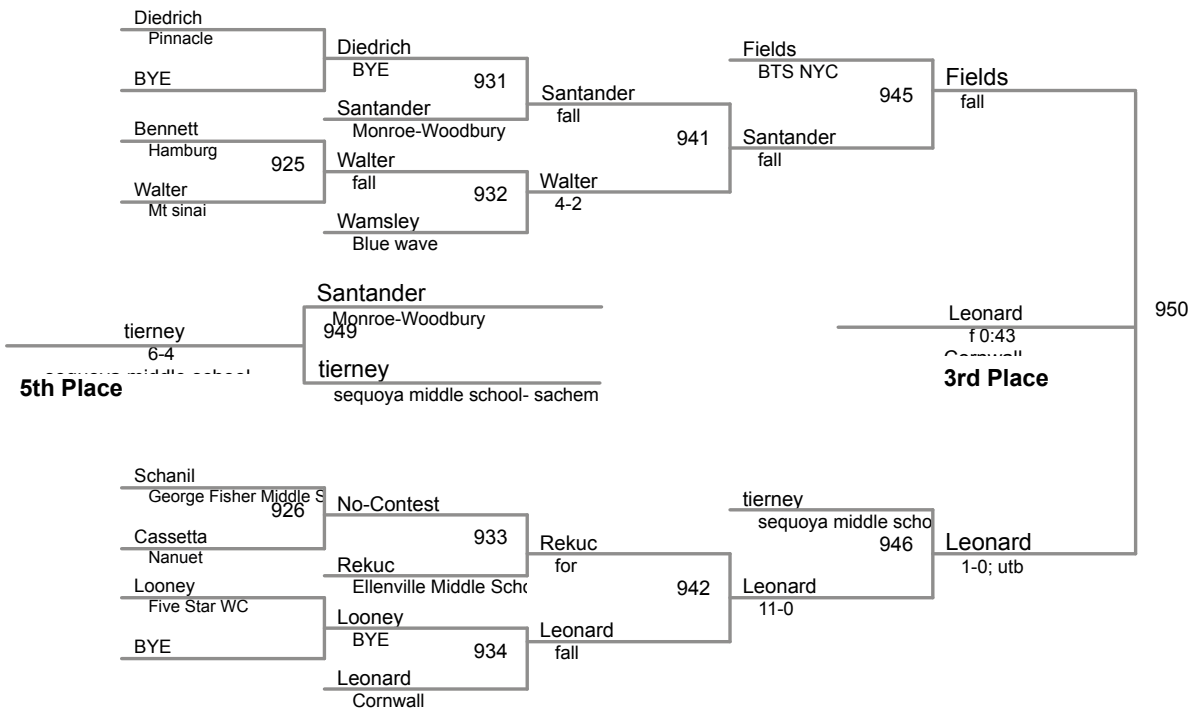 Diedrich
Pinnacle
BYE
Diedrich
BYE
931
Santander
Monroe-Woodbury
Bennett
Hamburg
925
Walter
Mt sinai
Walter
fall
932
Wamsley
Blue wave
Santander
fall
941
Walter
4-2
Fields
BTS NYC
945
Santander
fall
Fields
fall
Santander
Monroe-Woodbury
949
tierney
6-4
5th Place
tierney
sequoya middle school- sachem
Leonard
f 0:43
Cornwall
3rd Place
950
Schanil
George Fisher Middle S
926
Cassetta
Nanuet
No-Contest
933
Rekuc
Ellenville Middle Scho
Looney
Five Star WC
BYE
Looney
BYE
934
Leonard
Cornwall
Rekuc
for
942
Leonard
fall
tierney
sequoya middle scho
946
Leonard
11-0
Leonard
1-0; utb